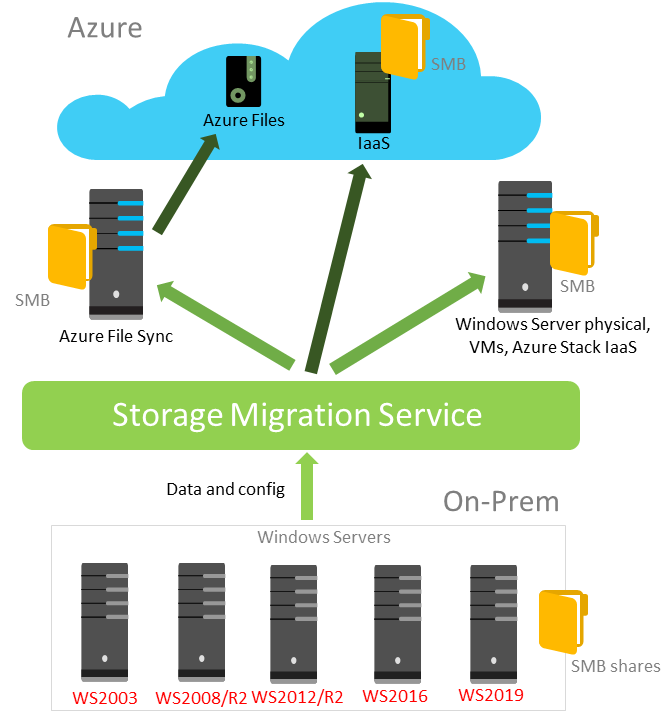 Azure
SMB
Azure Files
IaaS
SMB
Azure File Sync
SMB
Windows Server physical,
VMs, Azure Stack IaaS
Storage Migration Service
Data and config
On-Prem
Windows Servers
SMB shares
WS2003
WS2008/R2
WS2012/R2
WS2016
WS2019